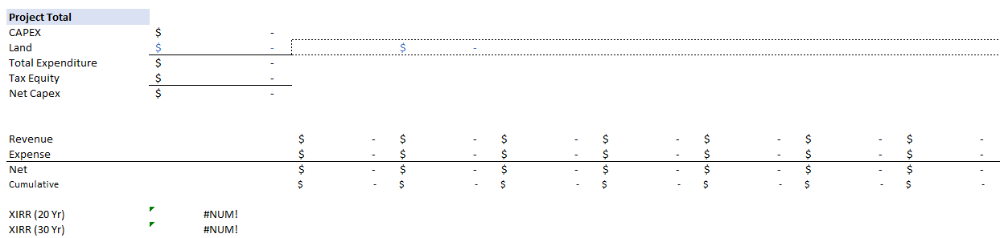 Project Total
CAPEX $ -
Land $ - $ -
Total Expenditure $ -
Tax Equity $ -
Net Capex $ -
Revenue $ - $ - $ - $ - $ - $ - $ -
Expense $ - $ - $ - $ - $ - $ - $ -
Net $ - $ - $ - $ - $ - $ - $ -
Cumulative $ - $ - $ - $ - $ - $ - $ -
XIRR (20 Yr) #NUM!
XIRR (30 Yr) #NUM!